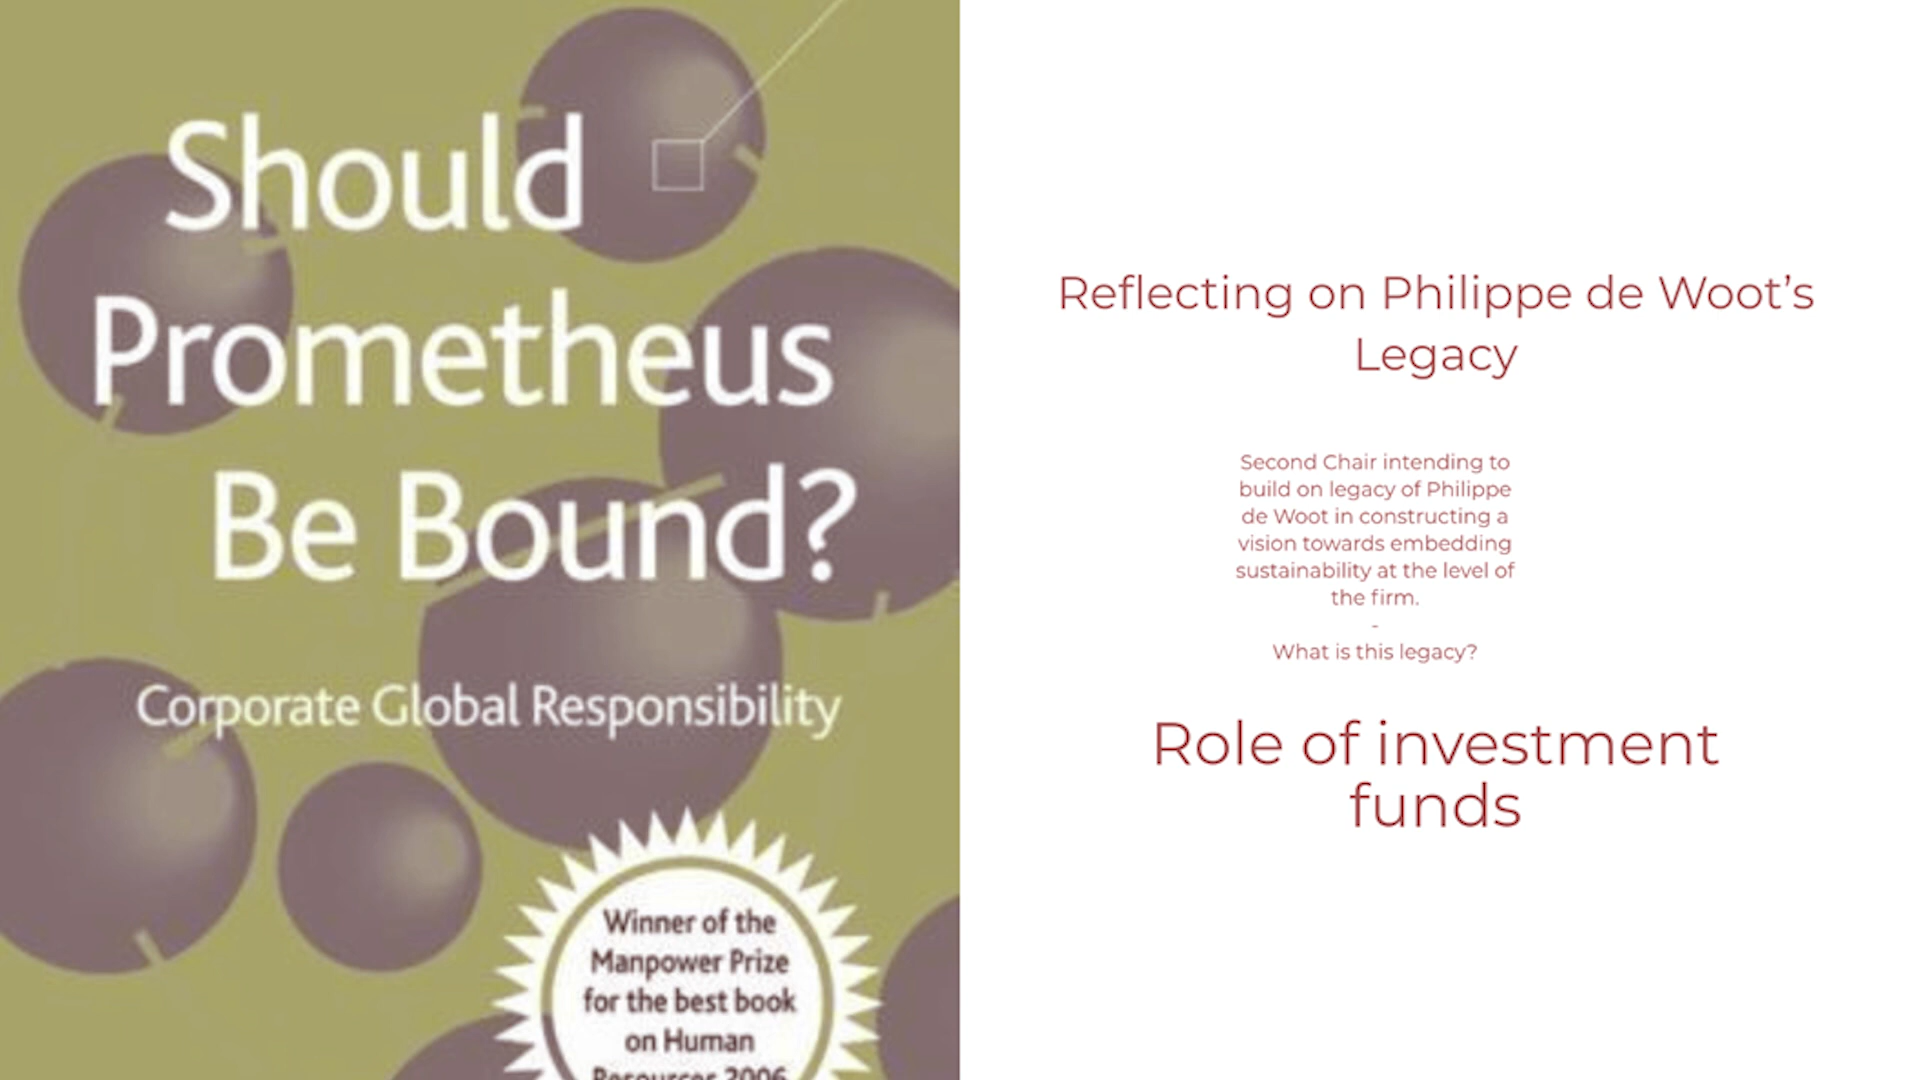 Should
Prometheus
Be Bound?
Corporate Global Responsibility
Winner of the
Manpower Prize
for the best book
on Human
Resources 2006
Reflecting on Philippe de Woot’s
Legacy
Second Chair intending to
build on legacy of Philippe
de Woot in constructing a
vision towards embedding
sustainability at the level of
the firm.
-
What is this legacy?
Role of investment
funds